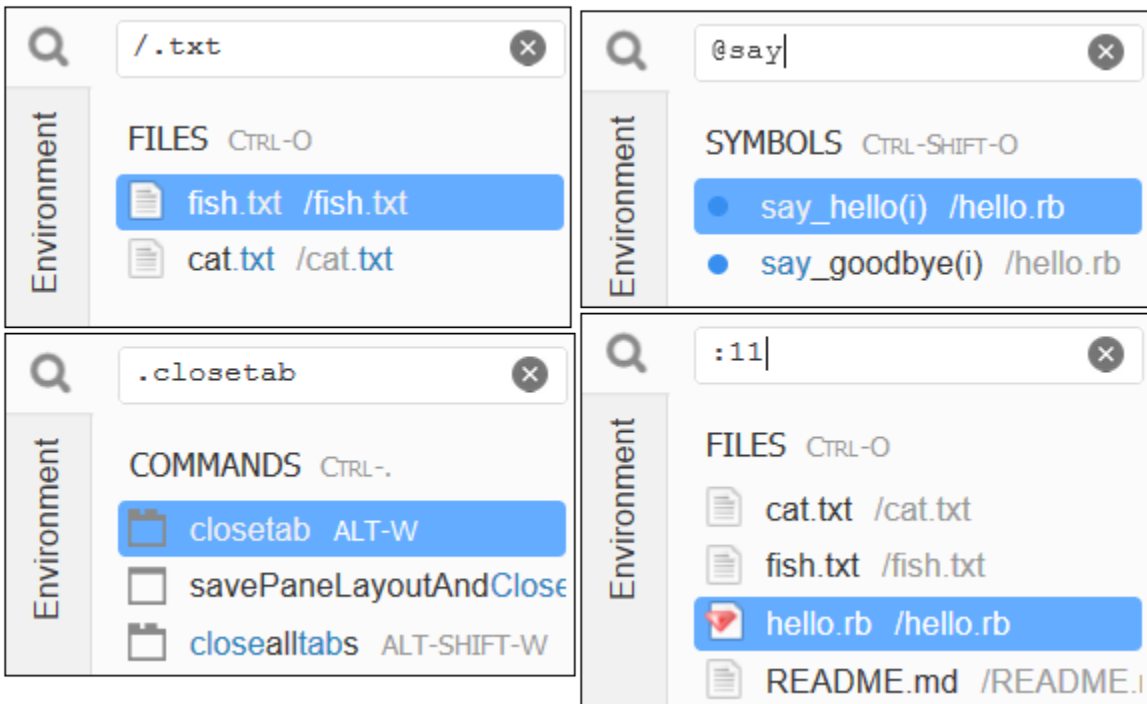 /.txt
Environment
FILES CTRL-O
fish.txt /fish.txt
cat.txt /cat.txt
@say
Environment
SYMBOLS CTRL-SHIFT-O
say_hello(i) /hello.rb
say_goodbye(i) /hello.rb
.closetab
Environment
COMMANDS CTRL-.
closetab ALT-W
savePaneLayoutAndClose
closealltabs ALT-SHIFT-W
:11
Environment
FILES CTRL-O
cat.txt /cat.txt
fish.txt /fish.txt
hello.rb /hello.rb
README.md /README.